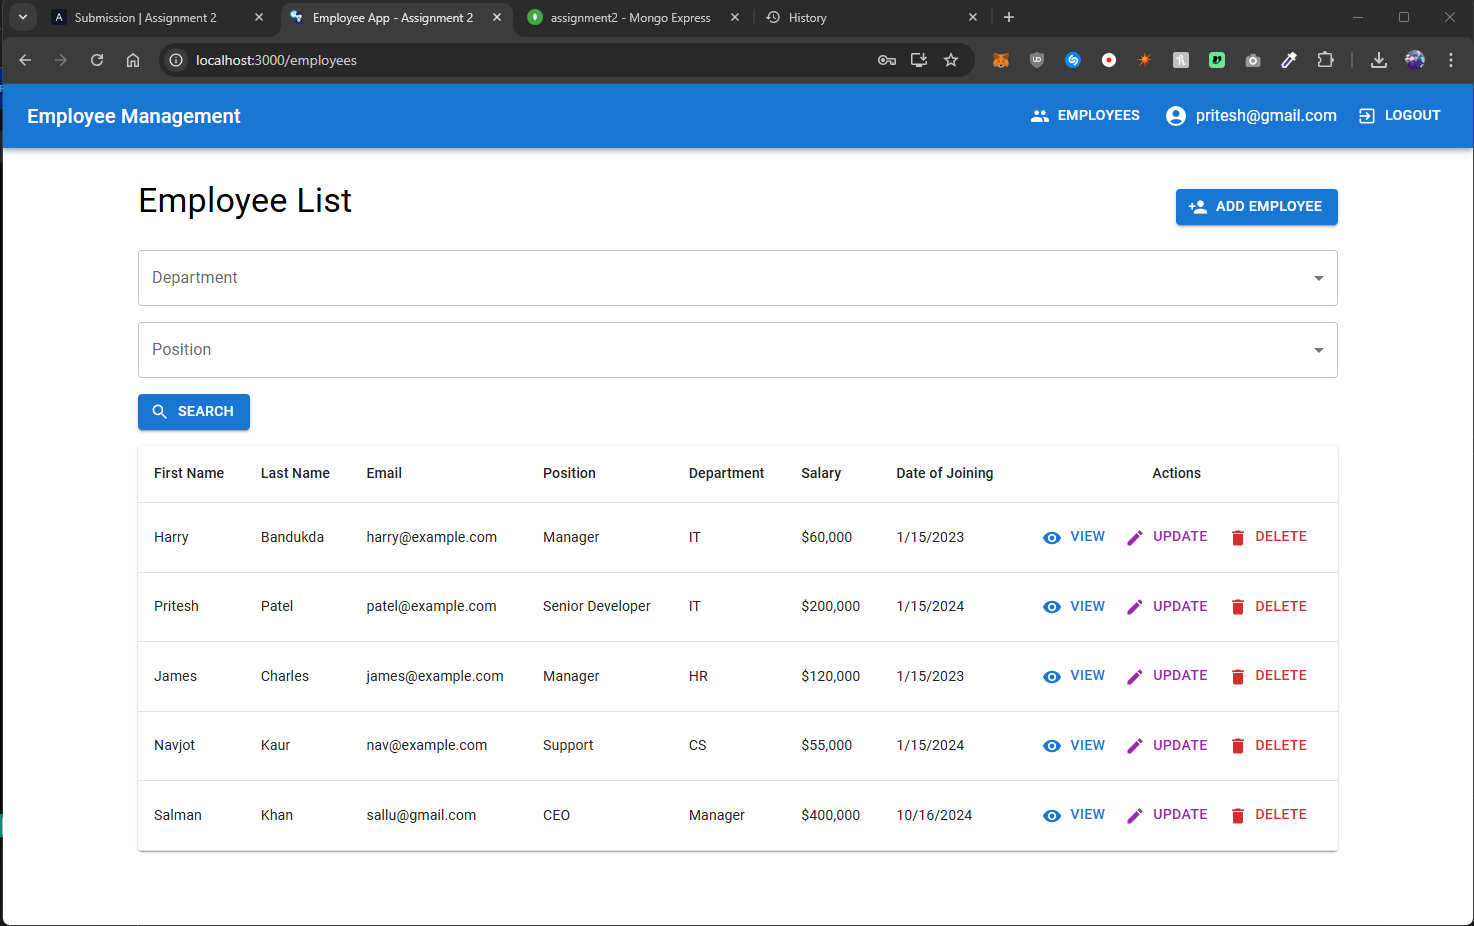 Submission | Assignment 2
Employee App - Assignment 2
assignment2 - Mongo Express
History
localhost:3000/employees
Employee Management
EMPLOYEES
pritesh@gmail.com
LOGOUT
Employee List
ADD EMPLOYEE
Department
Position
SEARCH
First Name Last Name Email Position Department Salary Date of Joining Actions
Harry Bandukda harry@example.com Manager IT $60,000 1/15/2023 VIEW UPDATE DELETE
Pritesh Patel patel@example.com Senior Developer IT $200,000 1/15/2024 VIEW UPDATE DELETE
James Charles james@example.com Manager HR $120,000 1/15/2023 VIEW UPDATE DELETE
Navjot Kaur nav@example.com Support CS $55,000 1/15/2024 VIEW UPDATE DELETE
Salman Khan sallu@gmail.com CEO Manager $400,000 10/16/2024 VIEW UPDATE DELETE